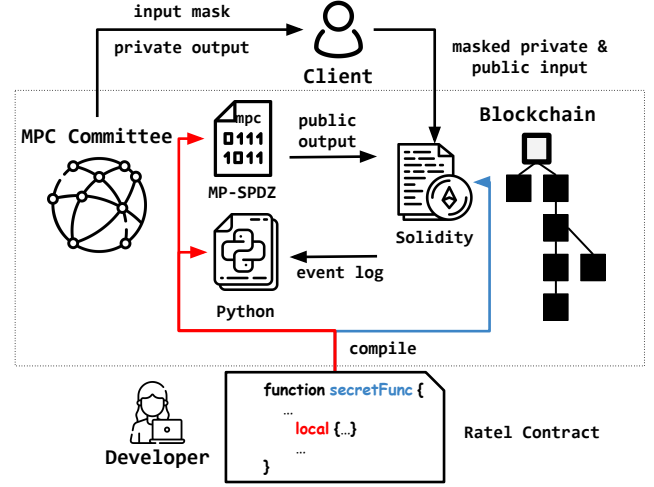 input mask
private output
Client
masked private &
public input
MPC Committee
mpc
0111
1011
MP-SPDZ
public
output
Solidity
Blockchain
Python
event log
compile
function secretFunc {
…
local {…}
…
}
Developer
Ratel Contract